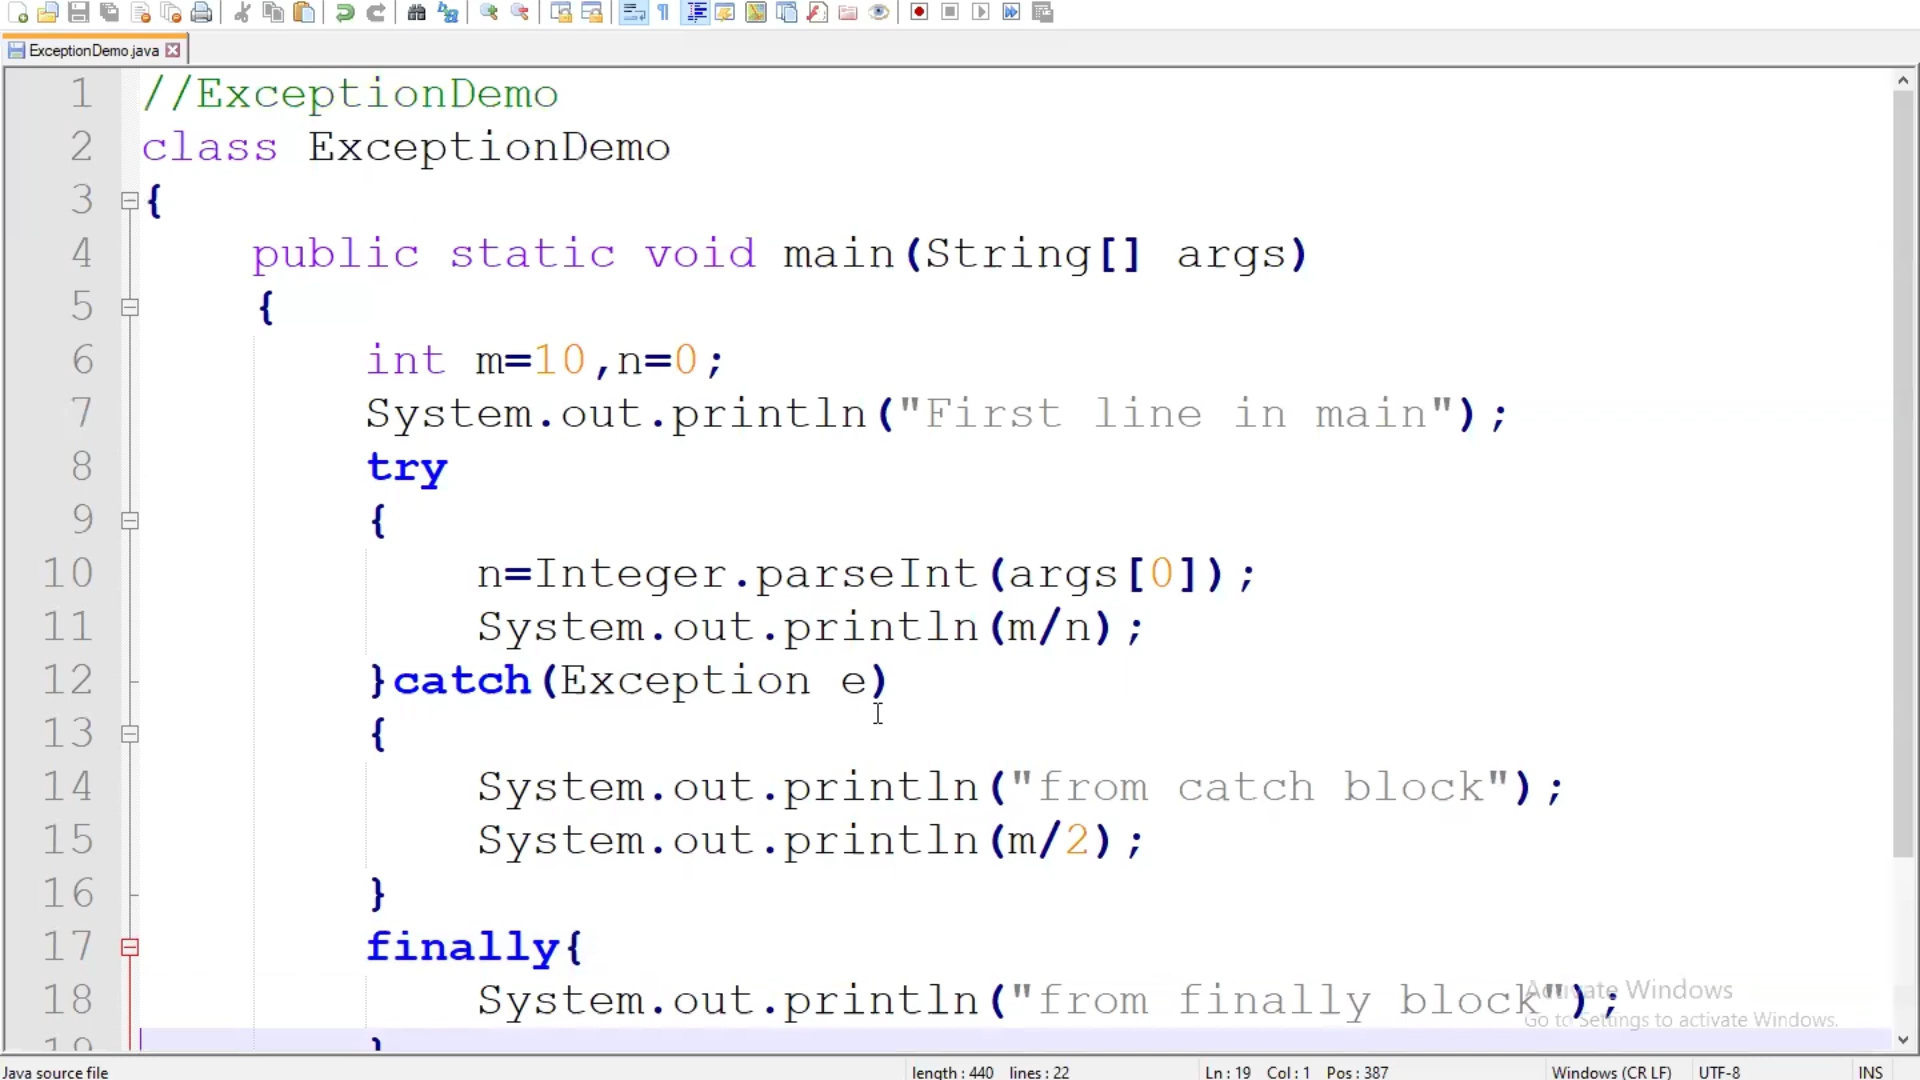 ExceptionDemo.java
1 //ExceptionDemo
2 class ExceptionDemo
3 {
4 public static void main(String[] args)
5 {
6 int m=10,n=0;
7 System.out.println("First line in main");
8 try
9 {
10 n=Integer.parseInt(args[0]);
11 System.out.println(m/n);
12 }catch(Exception e)
13 {
14 System.out.println("from catch block");
15 System.out.println(m/2);
16 }
17 finally{
18 System.out.println("from finally block");
19 }
Activate Windows
Go to Settings to activate Windows.
Java source file length : 440 lines : 22 Ln : 19 Col : 1 Pos : 387 Windows (CR LF) UTF-8 INS